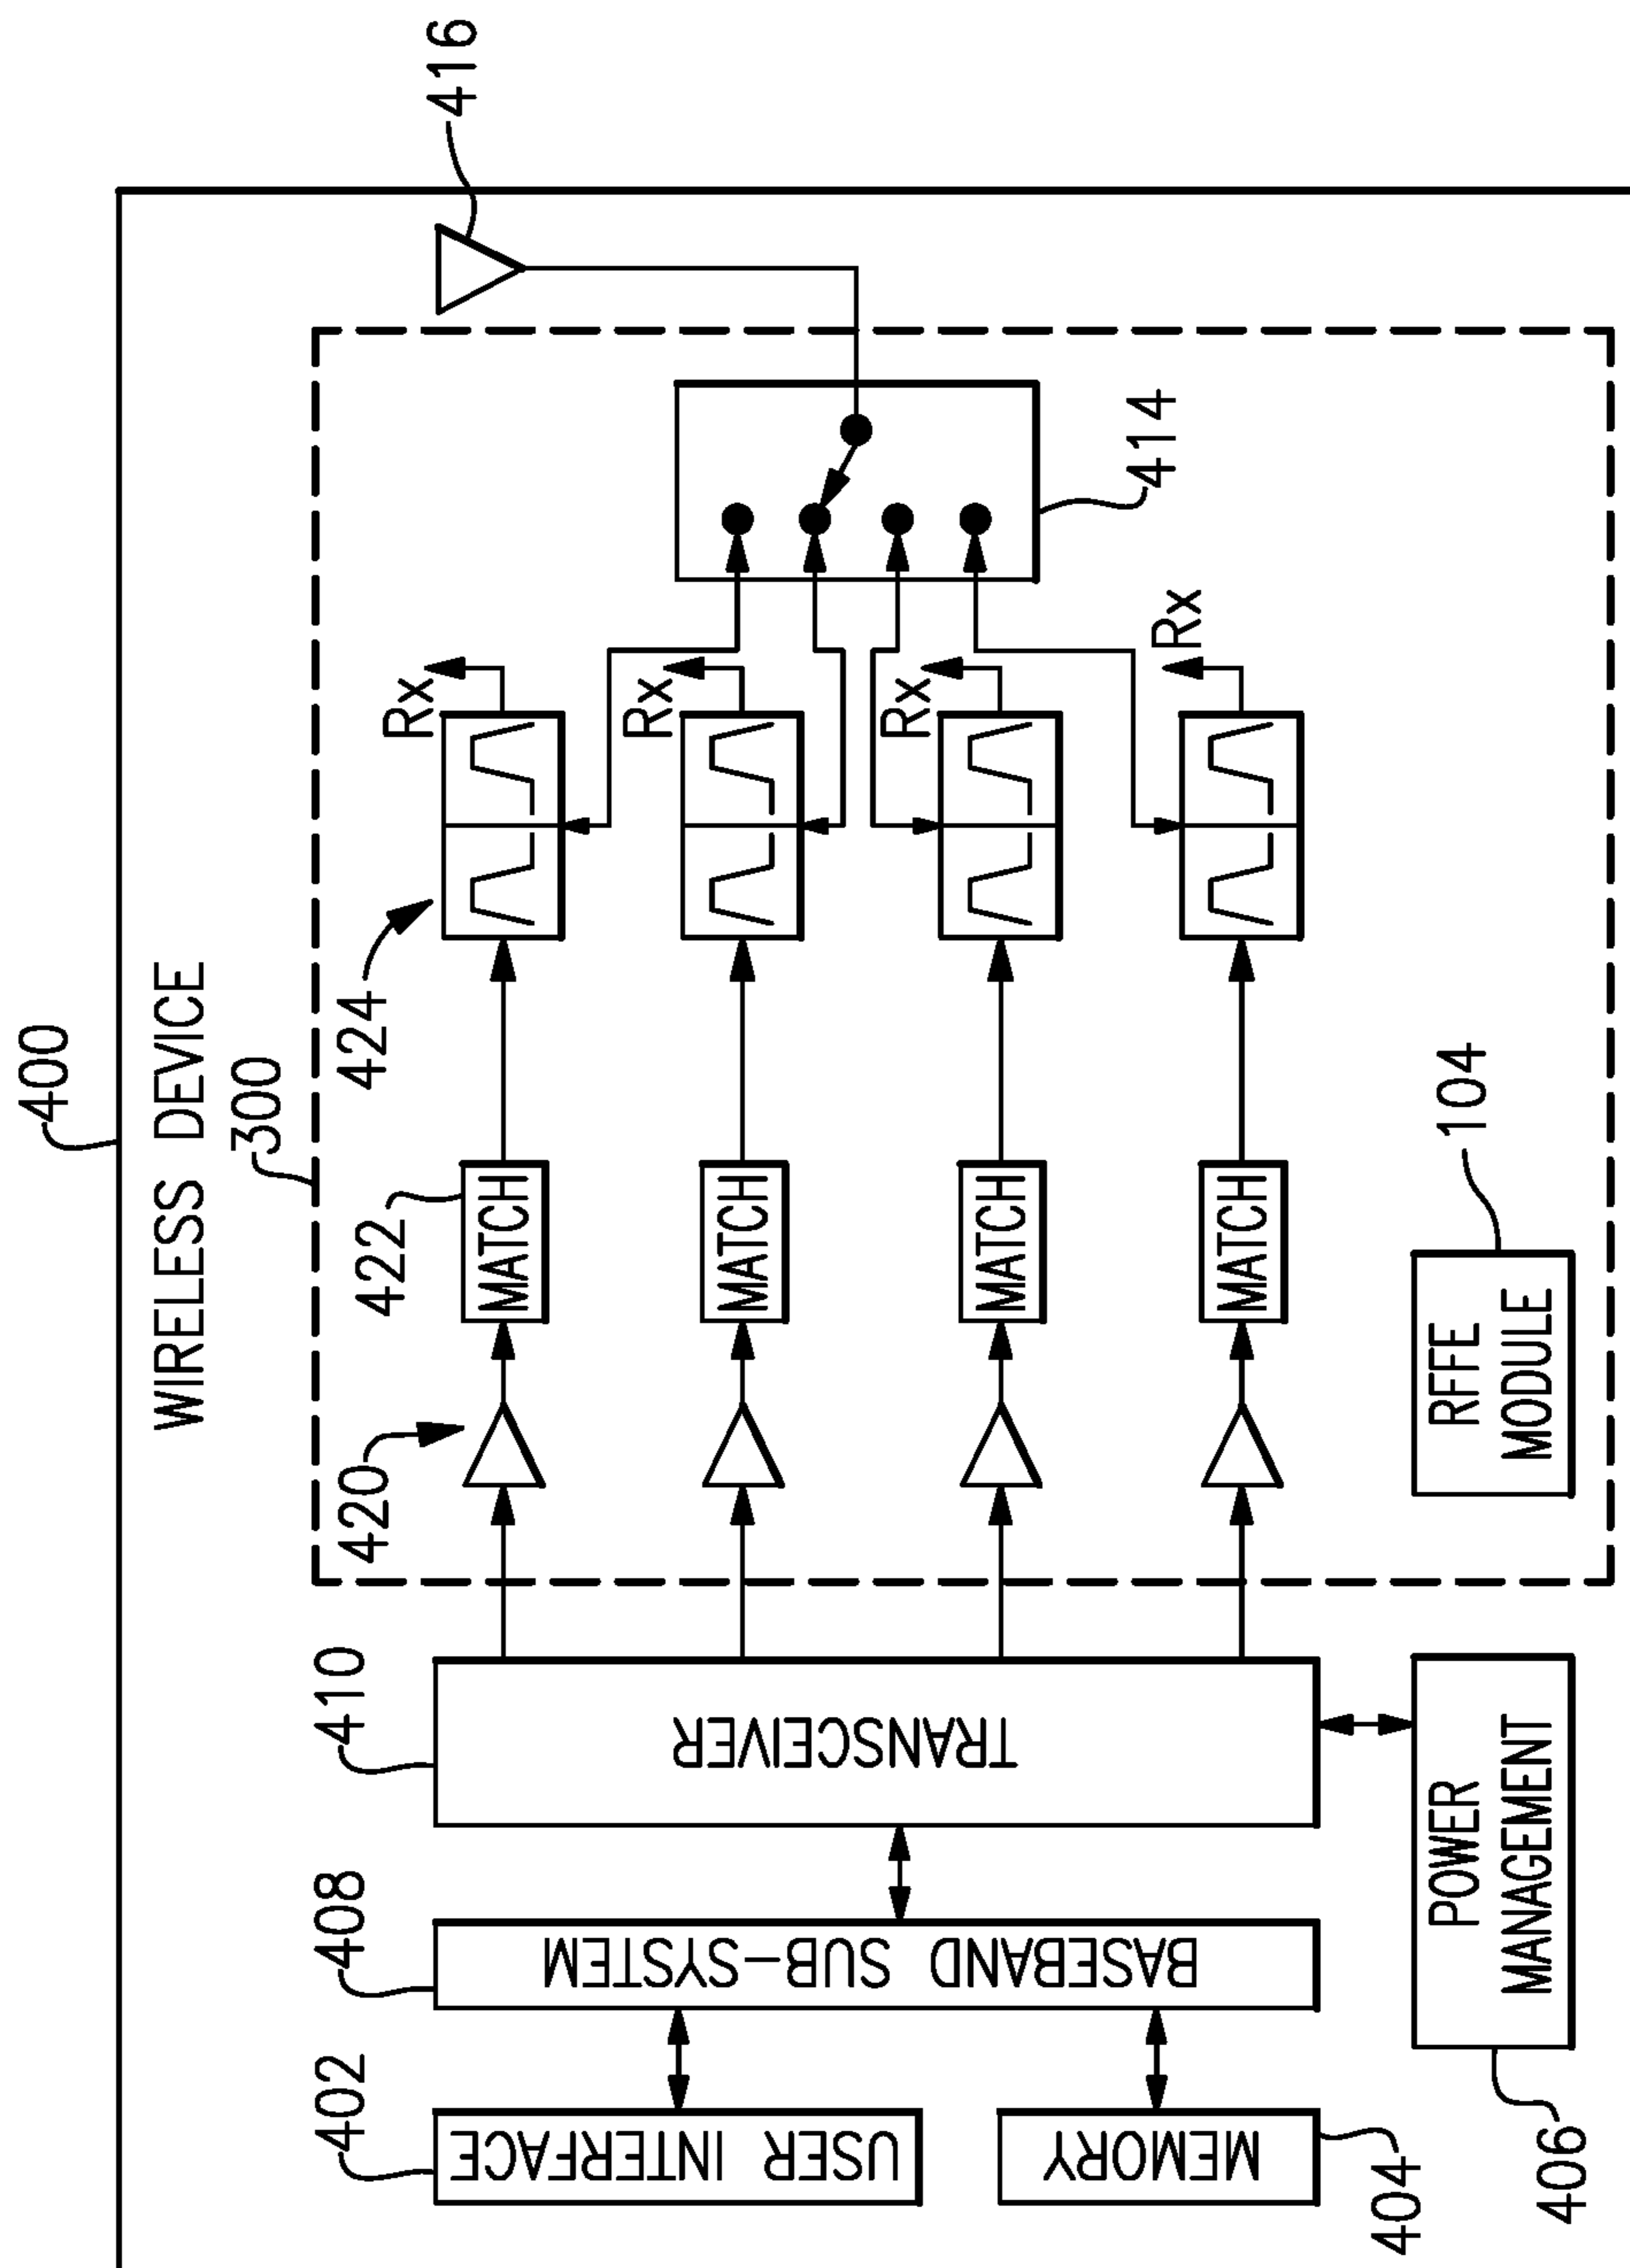 400
WIRELESS DEVICE
300
416
402
408
410
420
422
424
USER INTERFACE
BASEBAND SUB-SYSTEM
TRANSCEIVER
MATCH
Rx
MATCH
Rx
MATCH
Rx
MATCH
Rx
414
MEMORY
404
POWER
MANAGEMENT
406
RFFE
MODULE
104